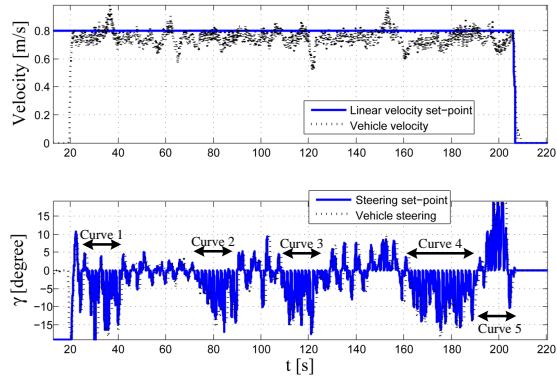 Velocity [m/s]
0.8
0.6
0.4
0.2
0
Linear velocity set-point
Vehicle velocity
20 40 60 80 100 120 140 160 180 200 220
γ [degree]
15
10
5
0
−5
−10
−15
Steering set-point
Vehicle steering
Curve 1
Curve 2
Curve 3
Curve 4
Curve 5
20 40 60 80 100 120 140 160 180 200 220
t [s]